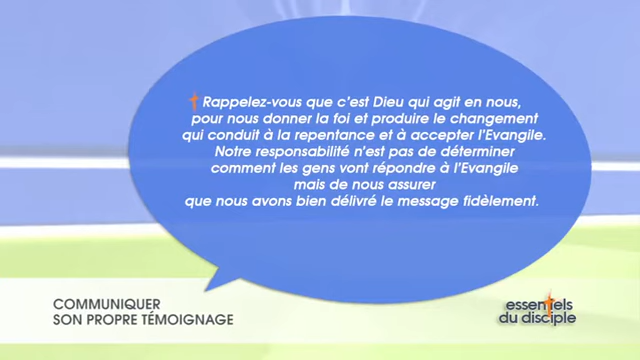 Rappelez-vous que c'est Dieu qui agit en nous,
pour nous donner la foi et produire le changement
qui conduit à la repentance et à accepter l'Evangile.
Notre responsabilité n'est pas de déterminer
comment les gens vont répondre à l'Evangile
mais de nous assurer
que nous avons bien délivré le message fidèlement.
COMMUNIQUER
SON PROPRE TÉMOIGNAGE
essentiels
du disciple